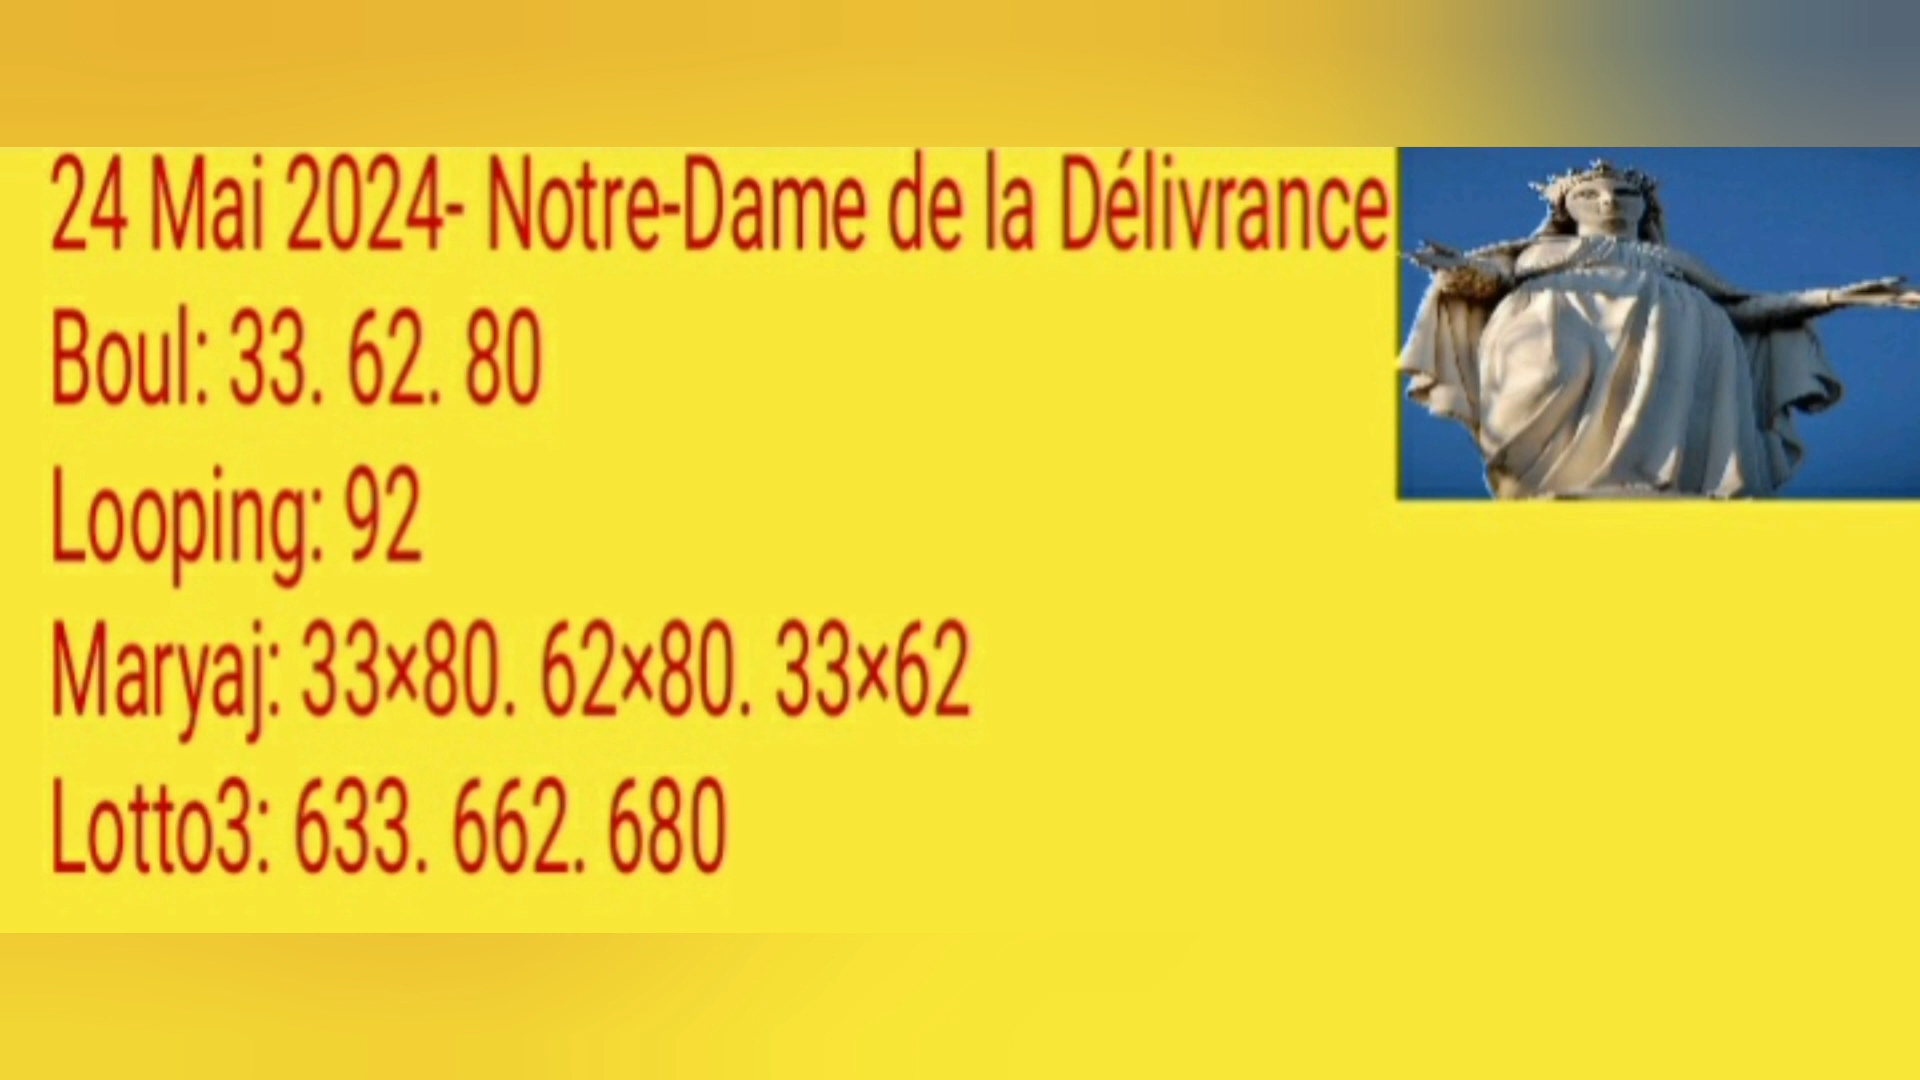 24 Mai 2024- Notre-Dame de la Délivrance
Boul: 33. 62. 80
Looping: 92
Maryaj: 33×80. 62×80. 33×62
Lotto3: 633. 662. 680